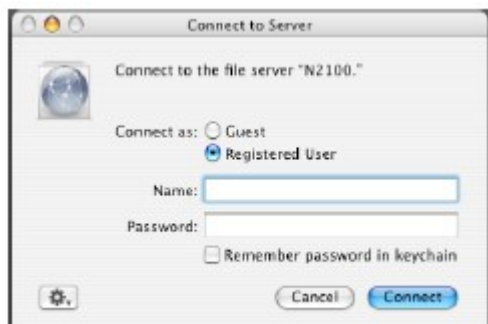 Connect to Server
Connect to the file server "N2100."
Connect as: Guest
Registered User
Name:
Password:
Remember password in keychain
Cancel Connect